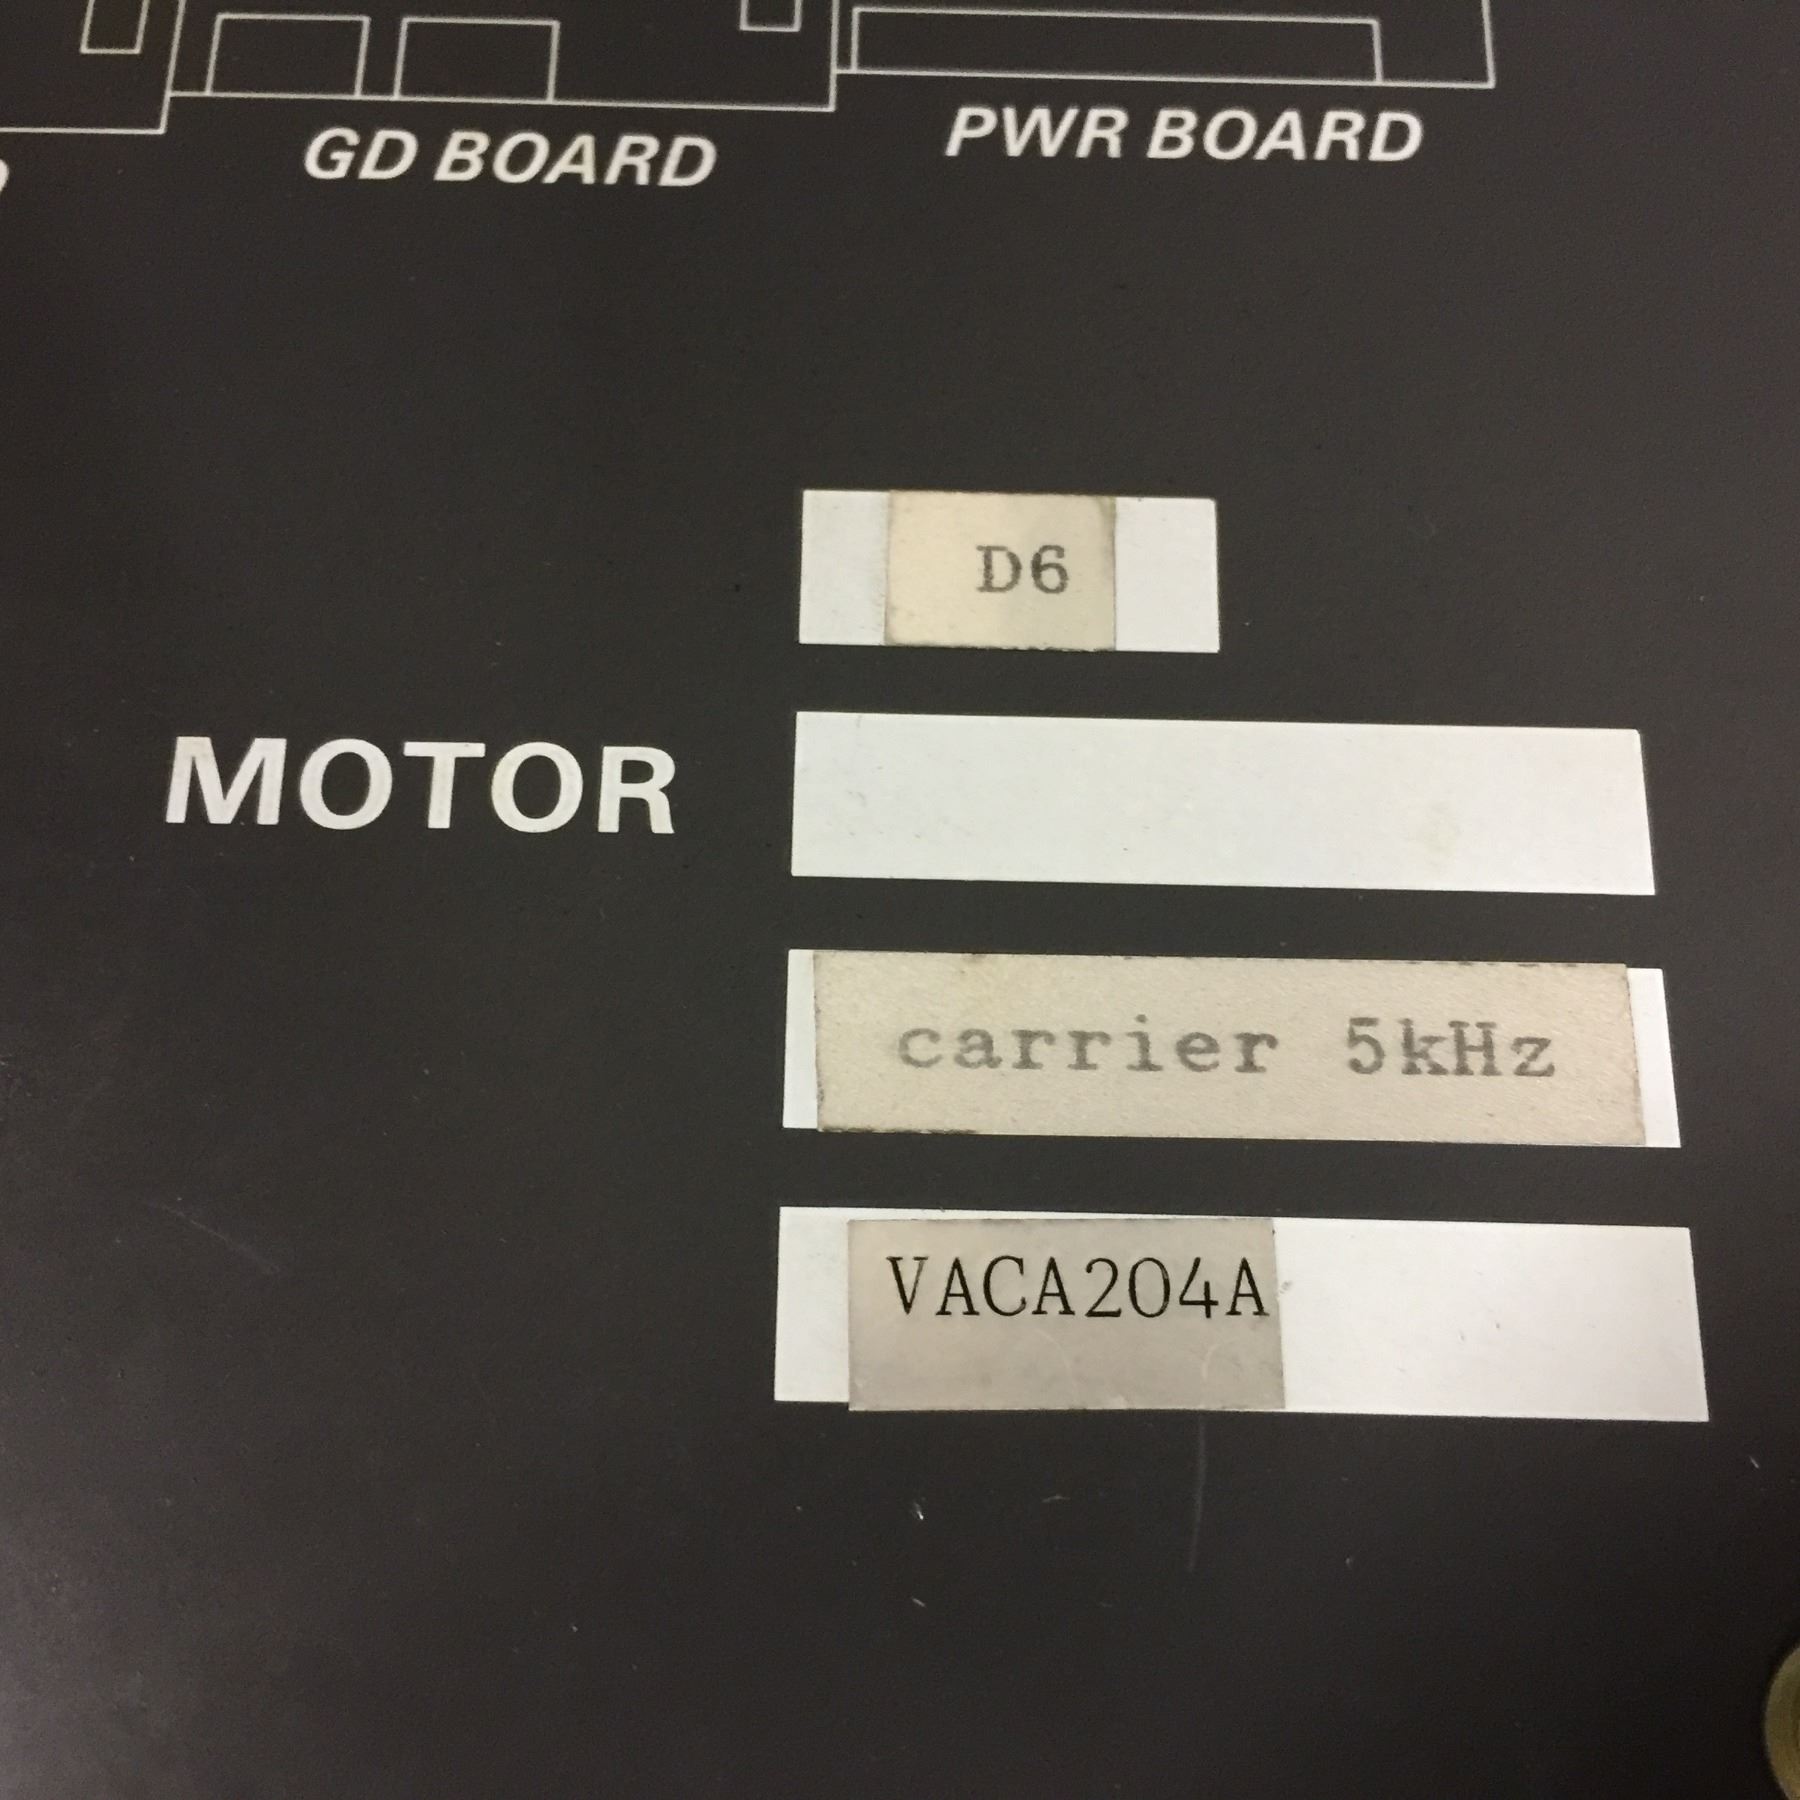 GD BOARD
PWR BOARD
D6
MOTOR
carrier 5kHz
VACA204A